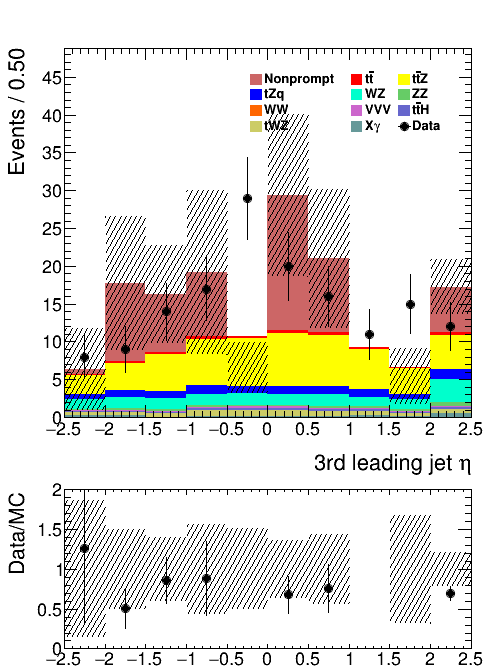 Events / 0.50
45
40
35
30
25
20
15
10
5
0
Nonprompt tt̄ tt̄Z
tZq WZ ZZ
WW VVV tt̄H
tWZ Xγ Data
−2.5 −2 −1.5 −1 −0.5 0 0.5 1 1.5 2 2.5
3rd leading jet η
Data/MC
2
1.5
1
0.5
0
−2.5 −2 −1.5 −1 −0.5 0 0.5 1 1.5 2 2.5